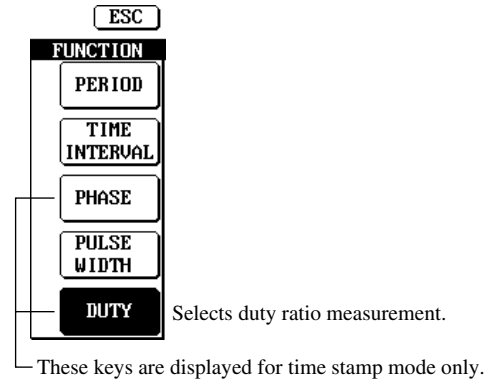 ESC
FUNCTION
PERIOD
TIME
INTERVAL
PHASE
PULSE
WIDTH
DUTY
Selects duty ratio measurement.
These keys are displayed for time stamp mode only.